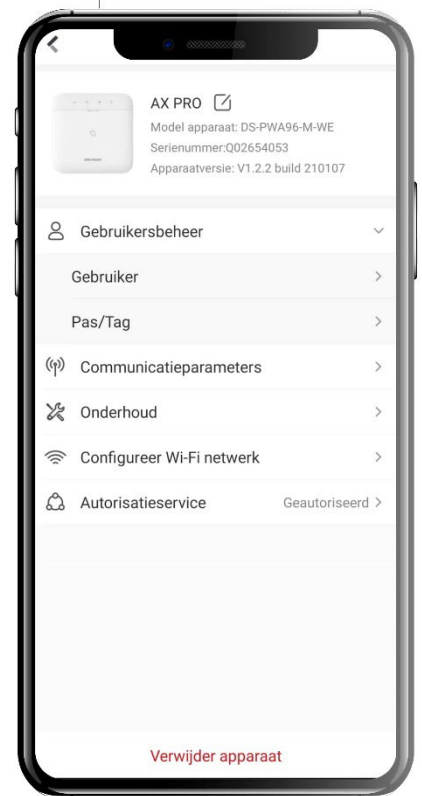 AX PRO
Model apparaat: DS-PWA96-M-WE
Serienummer:Q02654053
Apparaatversie: V1.2.2 build 210107
Gebruikersbeheer
Gebruiker
Pas/Tag
Communicatieparameters
Onderhoud
Configureer Wi-Fi netwerk
Autorisatieservice Geautoriseerd
Verwijder apparaat